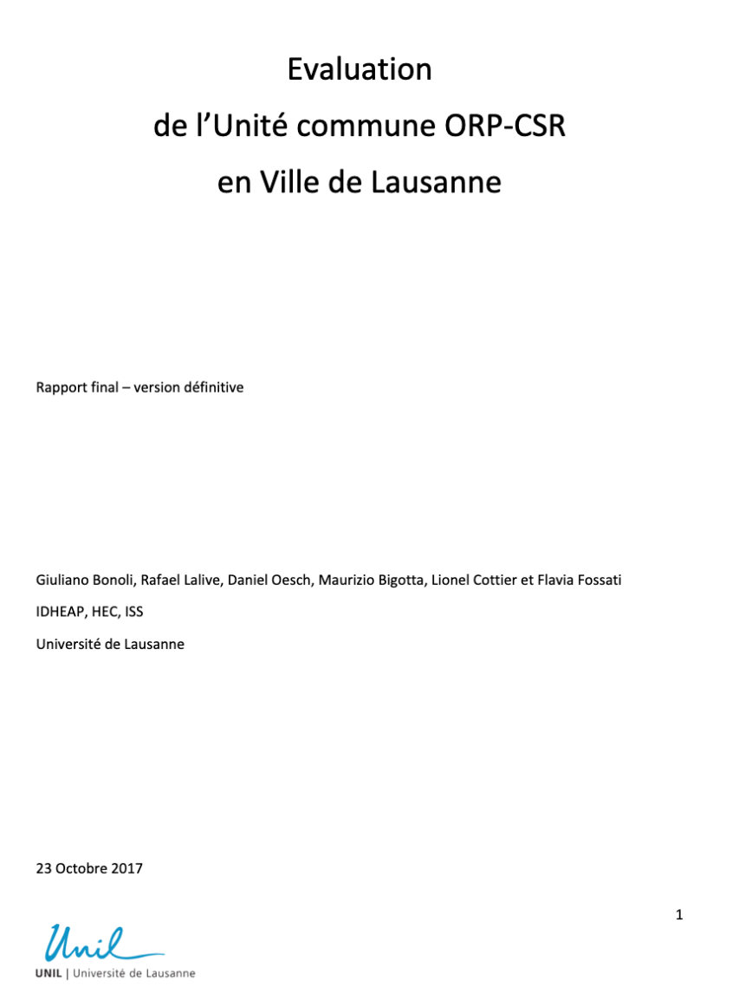 Evaluation
de l’Unité commune ORP-CSR
en Ville de Lausanne
Rapport final – version définitive
Giuliano Bonoli, Rafael Lalive, Daniel Oesch, Maurizio Bigotta, Lionel Cottier et Flavia Fossati
IDHEAP, HEC, ISS
Université de Lausanne
23 Octobre 2017
1
Unil
UNIL | Université de Lausanne